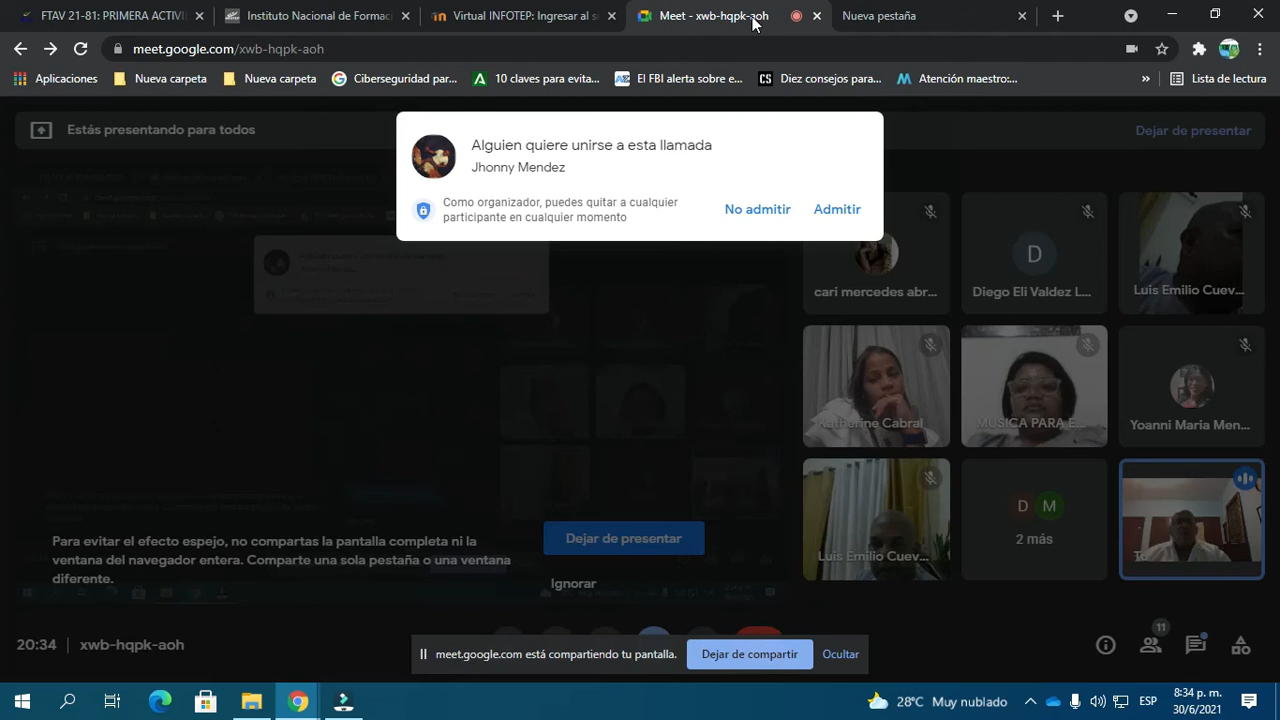 FTAV 21-81: PRIMERA ACTIVI
Instituto Nacional de Formac
Virtual INFOTEP: Ingresar al si
Meet - xwb-hqpk-aoh
Nueva pestaña
meet.google.com/xwb-hqpk-aoh
Aplicaciones
Nueva carpeta
Nueva carpeta
Ciberseguridad par...
10 claves para evita...
El FBI alerta sobre e...
Diez consejos para...
Atención maestro:...
»
Lista de lectura
Estás presentando para todos
Dejar de presentar
Alguien quiere unirse a esta llamada
Jhonny Mendez
Como organizador, puedes quitar a cualquier
participante en cualquier momento
No admitir
Admitir
cari mercedes abr...
D
Diego Eli Valdez L...
Luis Emilio Cuev...
Katherine Cabral
MUSICA PARA E...
Yoanni Maria Men...
Luis Emilio Cuev...
D M
2 más
Para evitar el efecto espejo, no compartas la pantalla completa ni la
ventana del navegador entera. Comparte una sola pestaña o una ventana
diferente.
Dejar de presentar
Ignorar
20:34 | xwb-hqpk-aoh
meet.google.com está compartiendo tu pantalla.
Dejar de compartir
Ocultar
11
28°C Muy nublado
ESP
8:34 p. m.
30/6/2021